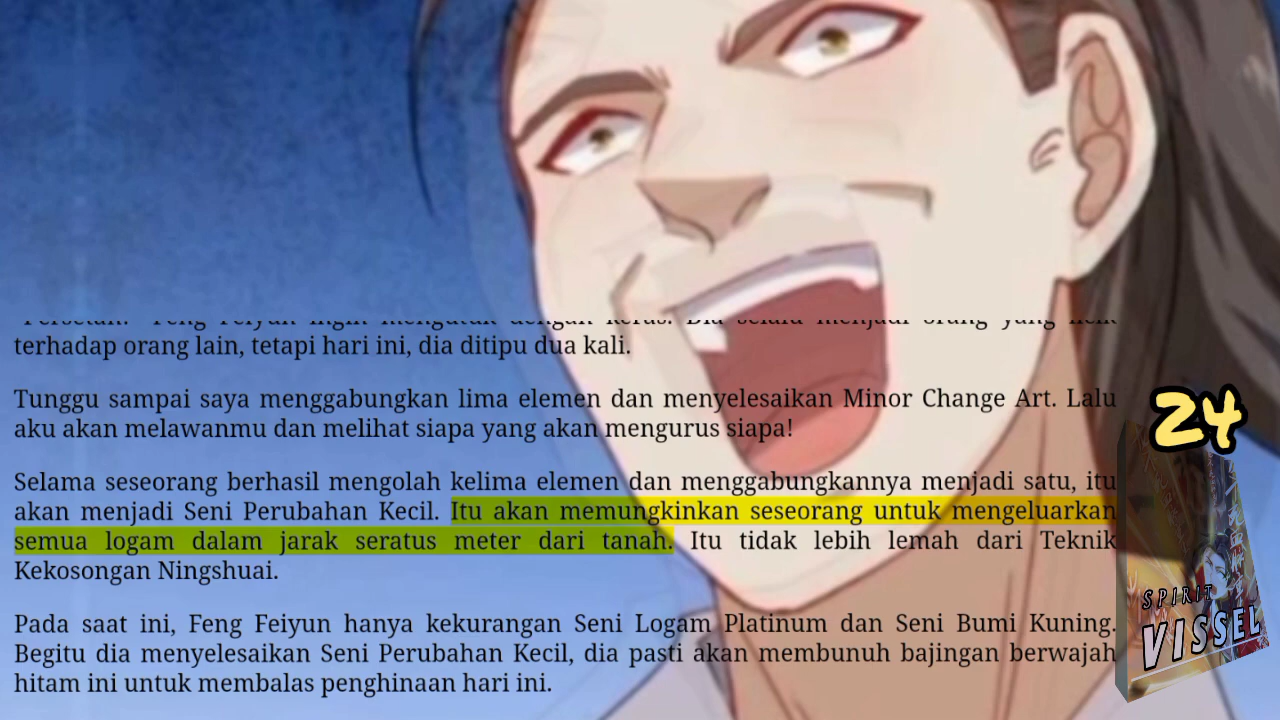 terhadap orang lain, tetapi hari ini, dia ditipu dua kali.
Tunggu sampai saya menggabungkan lima elemen dan menyelesaikan Minor Change Art. Lalu
aku akan melawanmu dan melihat siapa yang akan mengurus siapa!
Selama seseorang berhasil mengolah kelima elemen dan menggabungkannya menjadi satu, itu
akan menjadi Seni Perubahan Kecil. Itu akan memungkinkan seseorang untuk mengeluarkan
semua logam dalam jarak seratus meter dari tanah. Itu tidak lebih lemah dari Teknik
Kekosongan Ningshuai.
Pada saat ini, Feng Feiyun hanya kekurangan Seni Logam Platinum dan Seni Bumi Kuning.
Begitu dia menyelesaikan Seni Perubahan Kecil, dia pasti akan membunuh bajingan berwajah
hitam ini untuk membalas penghinaan hari ini.
24
SPIRIT
VISSEL